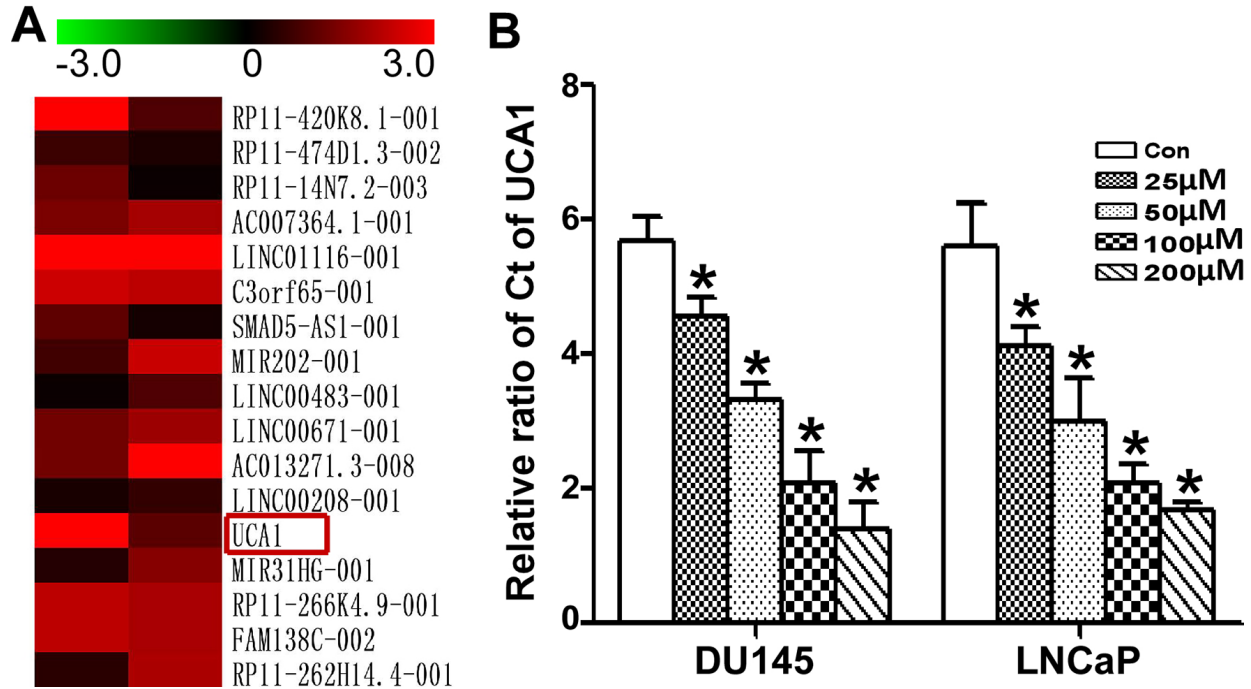 A
-3.0 0 3.0
RP11-420K8.1-001
RP11-474D1.3-002
RP11-14N7.2-003
AC007364.1-001
LINC01116-001
C3orf65-001
SMAD5-AS1-001
MIR202-001
LINC00483-001
LINC00671-001
AC013271.3-008
LINC00208-001
UCA1
MIR31HG-001
RP11-266K4.9-001
FAM138C-002
RP11-262H14.4-001
B
Relative ratio of Ct of UCA1
8
6
4
2
0
Con
25µM
50µM
100µM
200µM
* * * *
* * * *
DU145 LNCaP